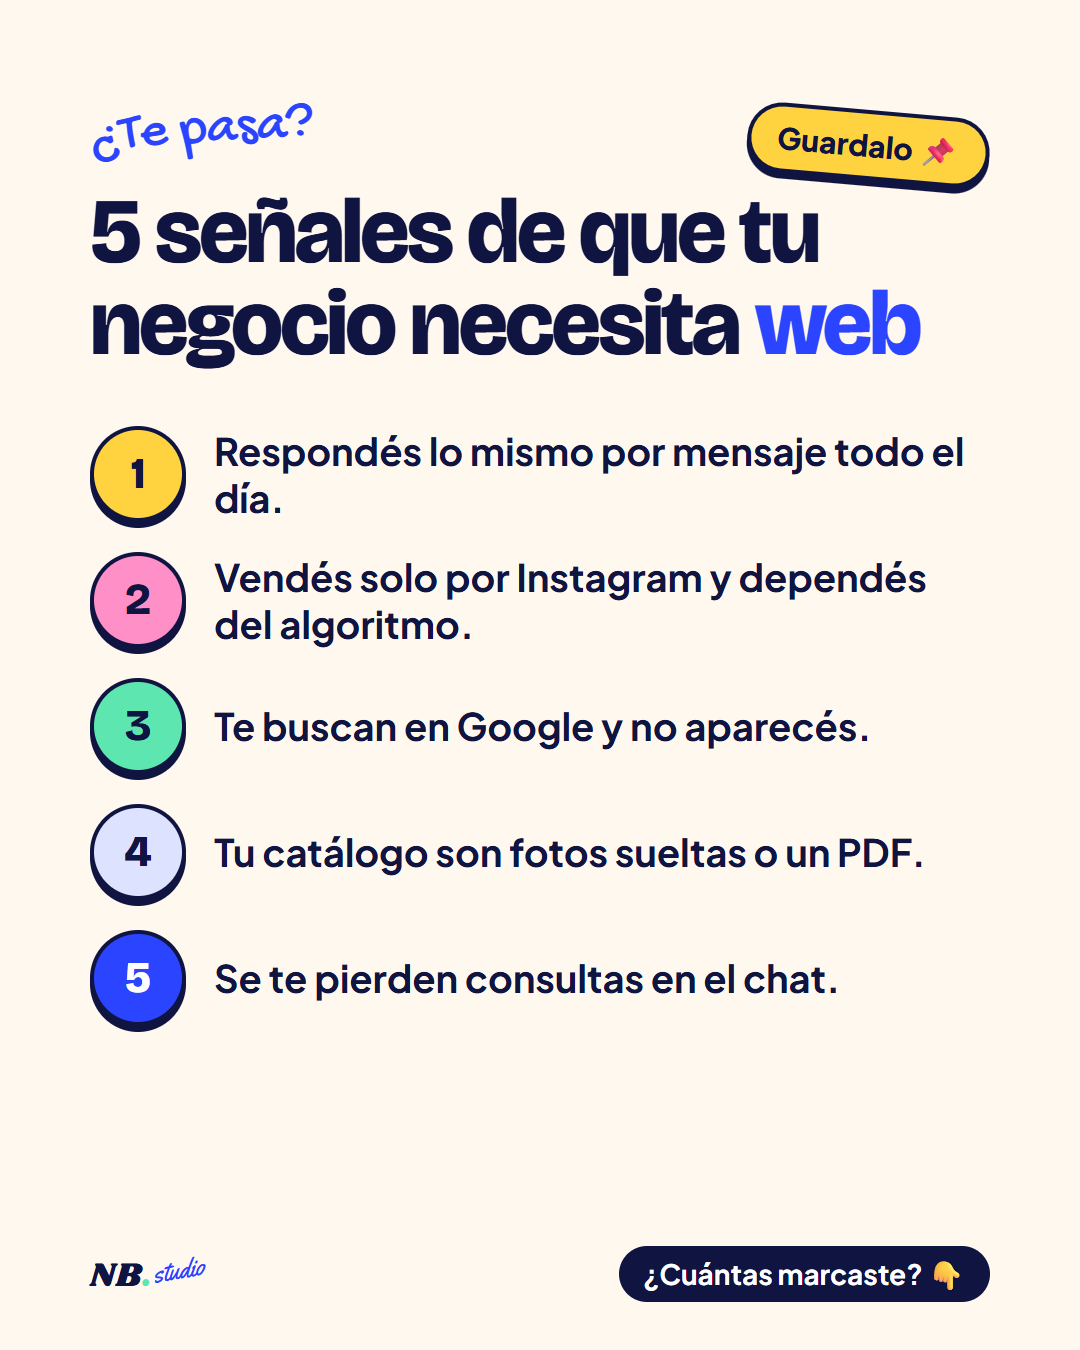 ¿Te pasa?
Guardalo 📌
5 señales de que tu
negocio necesita web
1
Respondés lo mismo por mensaje todo el
día.
2
Vendés solo por Instagram y dependés
del algoritmo.
3
Te buscan en Google y no aparecés.
4
Tu catálogo son fotos sueltas o un PDF.
5
Se te pierden consultas en el chat.
NB. studio
¿Cuántas marcaste? 👇